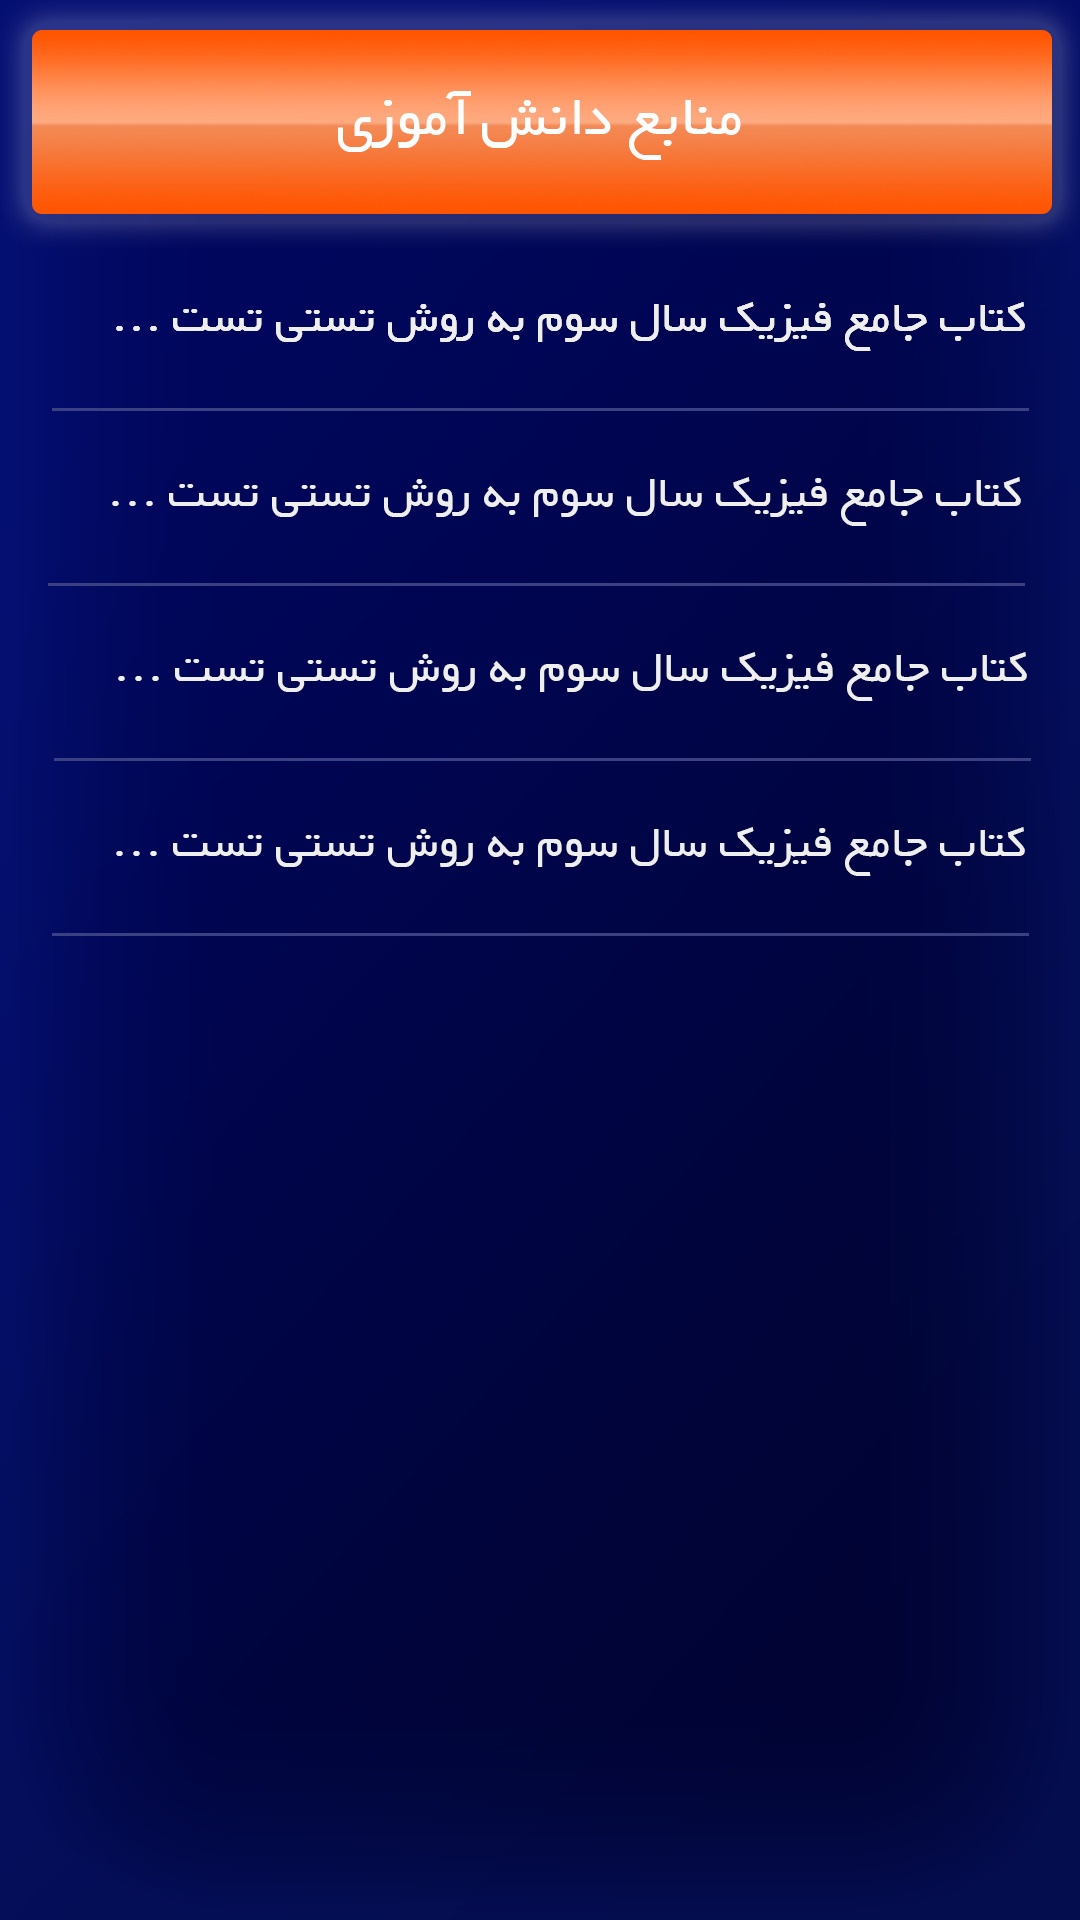 منابع دانش آموزی
کتاب جامع فیزیک سال سوم به روش تستی تست ...
کتاب جامع فیزیک سال سوم به روش تستی تست ...
کتاب جامع فیزیک سال سوم به روش تستی تست ...
کتاب جامع فیزیک سال سوم به روش تستی تست ...